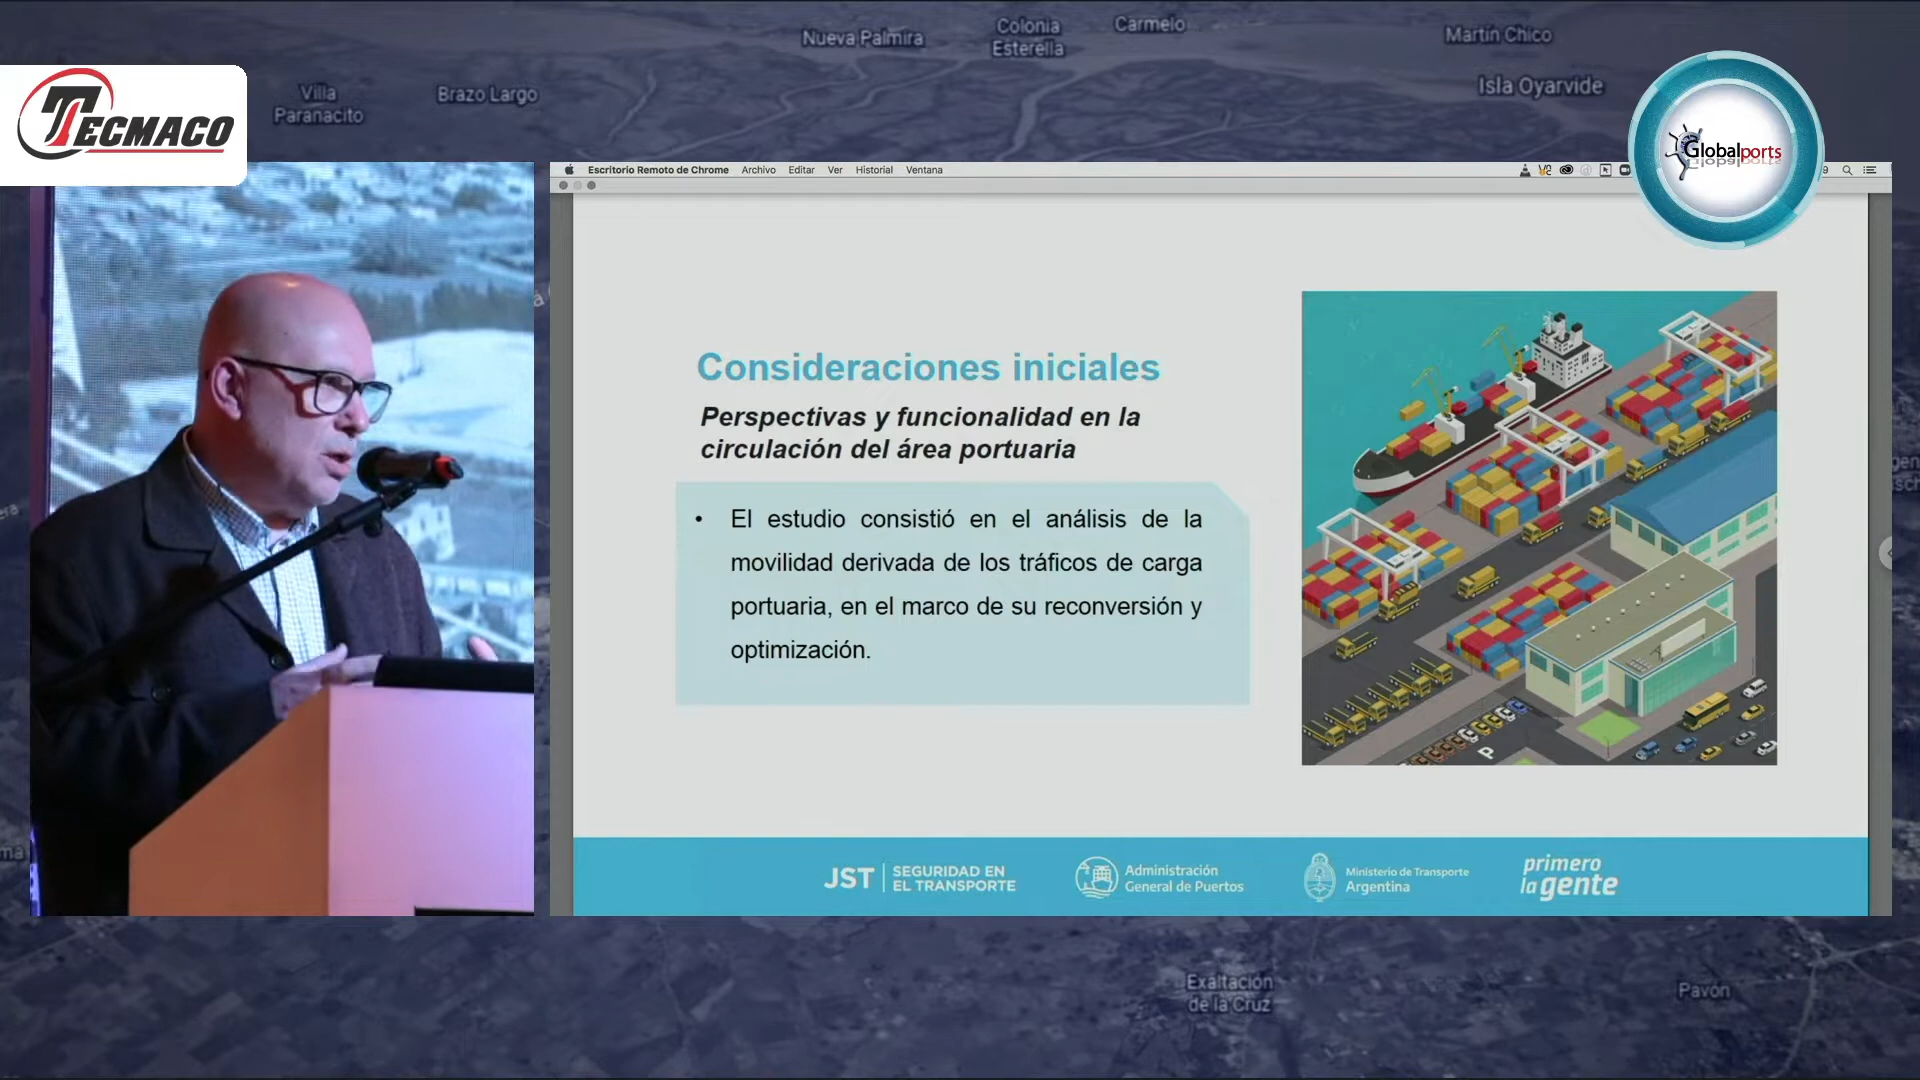 Nueva Palmira
Colonia
Esterella
Carmelo
Martín Chico
Isla Oyarvide
Villa
Paranacito
Brazo Largo
TECMACO
Globalports
Escritorio Remoto de Chrome Archivo Editar Ver Historial Ventana
Consideraciones iniciales
Perspectivas y funcionalidad en la
circulación del área portuaria
• El estudio consistió en el análisis de la
movilidad derivada de los tráficos de carga
portuaria, en el marco de su reconversión y
optimización.
P
JST | SEGURIDAD EN
EL TRANSPORTE
Administración
General de Puertos
Ministerio de Transporte
Argentina
primero
la gente
Exaltación
de la Cruz
Pavón